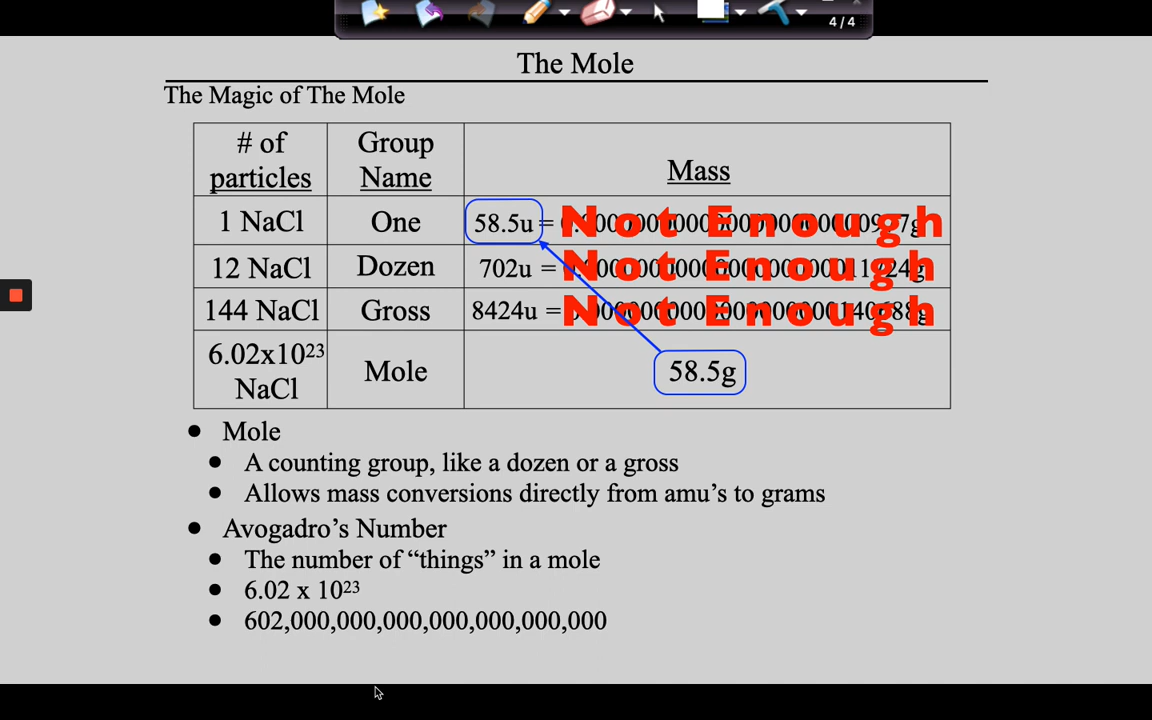 4/4
The Mole
The Magic of The Mole
# of particles
Group Name
Mass
1 NaCl One 58.5u = Not Enough
12 NaCl Dozen 702u = Not Enough
144 NaCl Gross 8424u = Not Enough
6.02x10²³ NaCl Mole 58.5g
● Mole
● A counting group, like a dozen or a gross
● Allows mass conversions directly from amu’s to grams
● Avogadro’s Number
● The number of “things” in a mole
● 6.02 x 10²³
● 602,000,000,000,000,000,000,000